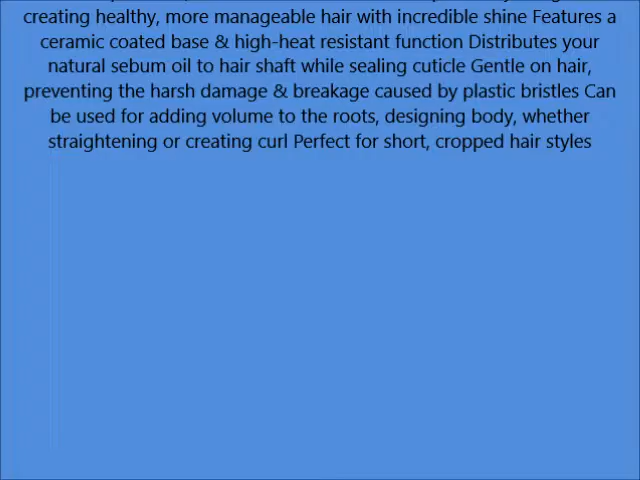 creating healthy, more manageable hair with incredible shine Features a
ceramic coated base & high-heat resistant function Distributes your
natural sebum oil to hair shaft while sealing cuticle Gentle on hair,
preventing the harsh damage & breakage caused by plastic bristles Can
be used for adding volume to the roots, designing body, whether
straightening or creating curl Perfect for short, cropped hair styles